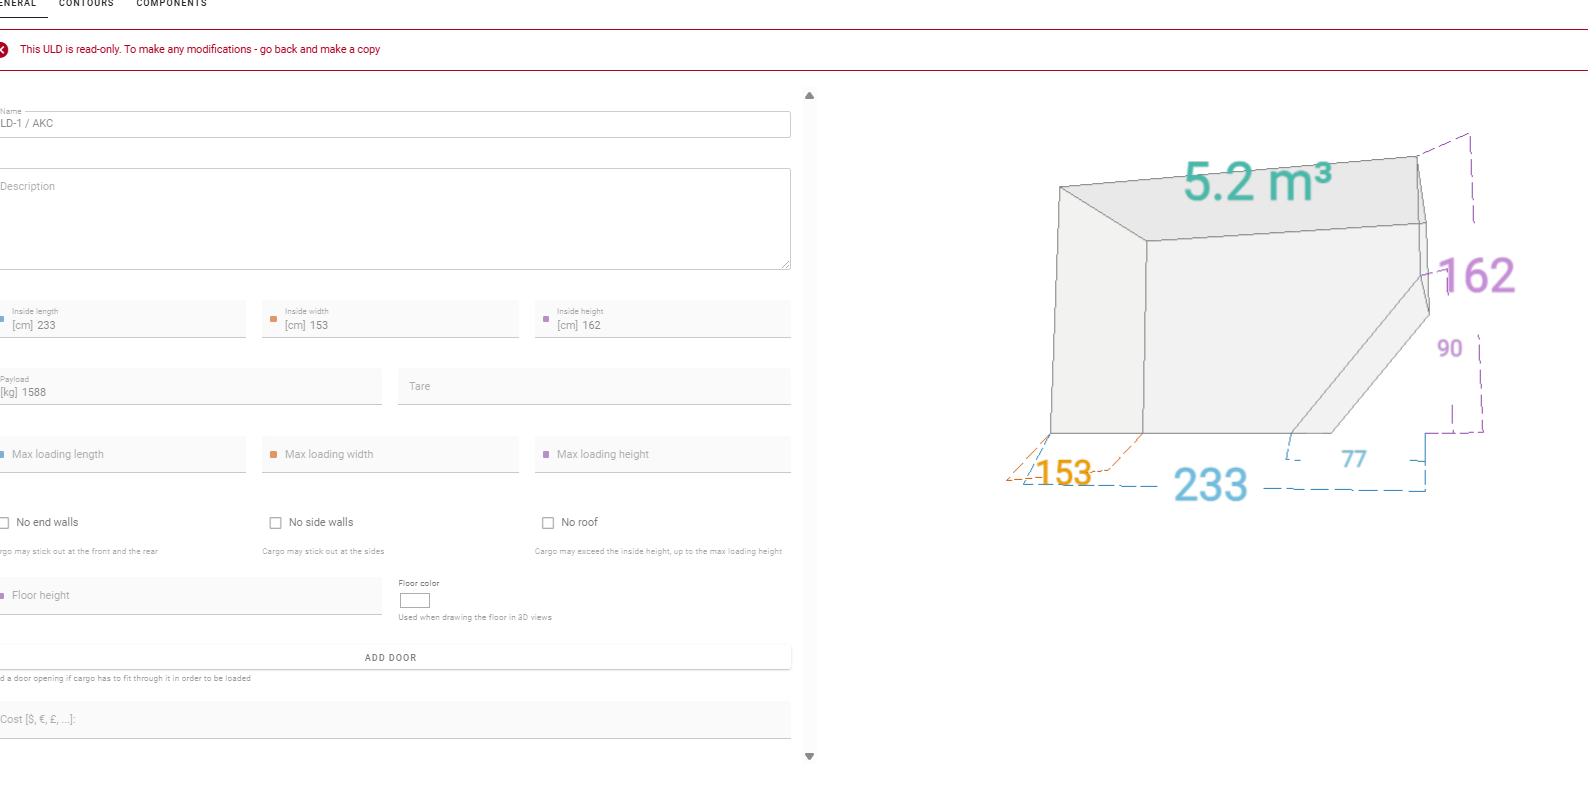 ENERAL CONTOURS COMPONENTS
This ULD is read-only. To make any modifications - go back and make a copy
Name
LD-1 / AKC
Description
Inside length
[cm] 233
Inside width
[cm] 153
Inside height
[cm] 162
Payload
[kg] 1588
Tare
Max loading length
Max loading width
Max loading height
No end walls
No side walls
No roof
rgo may stick out at the front and the rear
Cargo may stick out at the sides
Cargo may exceed the inside height, up to the max loading height
Floor height
Floor color
Used when drawing the floor in 3D views
ADD DOOR
d a door opening if cargo has to fit through it in order to be loaded
Cost [$, €, £, ...]:
5.2 m³
162
90
77
153
233